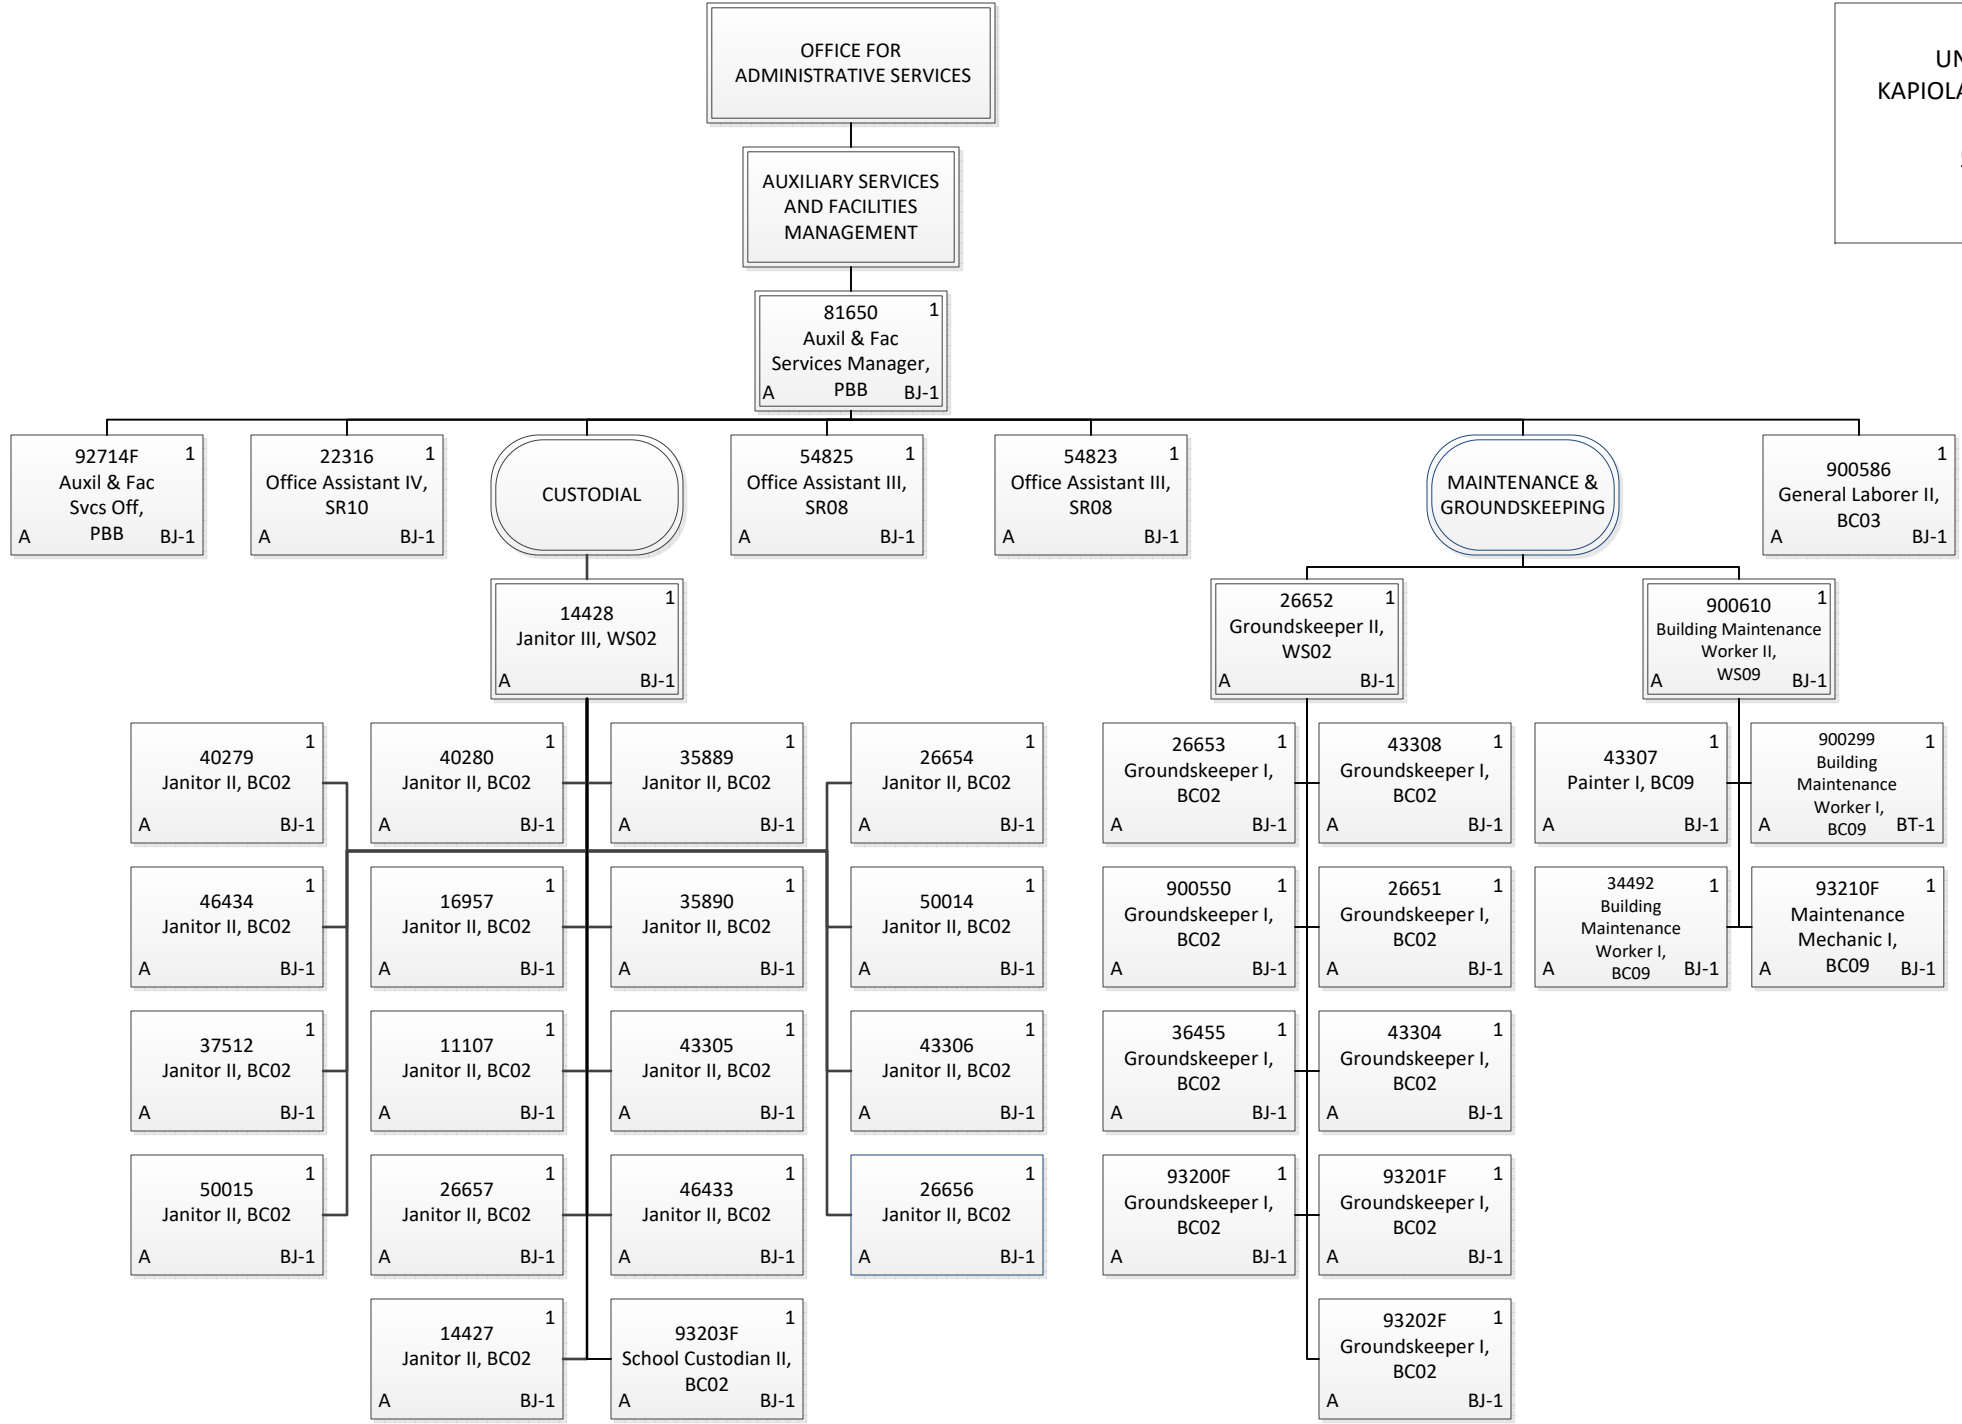 OFFICE FOR
ADMINISTRATIVE SERVICES
UN
KAPIOLA
AUXILIARY SERVICES
AND FACILITIES
MANAGEMENT
81650 1
Auxil & Fac
Services Manager,
A PBB BJ-1
92714F 1
Auxil & Fac
Svcs Off,
A PBB BJ-1
22316 1
Office Assistant IV,
SR10
A BJ-1
CUSTODIAL
54825 1
Office Assistant III,
SR08
A BJ-1
54823 1
Office Assistant III,
SR08
A BJ-1
MAINTENANCE &
GROUNDSKEEPING
1
900586
General Laborer II,
BC03
A BJ-1
1
14428
Janitor III, WS02
A BJ-1
26652 1
Groundskeeper II,
WS02
A BJ-1
1
900610
Building Maintenance
Worker II,
WS09
A BJ-1
1
40279
Janitor II, BC02
A BJ-1
1
40280
Janitor II, BC02
A BJ-1
1
35889
Janitor II, BC02
A BJ-1
1
26654
Janitor II, BC02
A BJ-1
26653 1
Groundskeeper I,
BC02
A BJ-1
43308 1
Groundskeeper I,
BC02
A BJ-1
1
43307
Painter I, BC09
A BJ-1
900299 1
Building
Maintenance
Worker I,
BC09
A BT-1
1
46434
Janitor II, BC02
A BJ-1
1
16957
Janitor II, BC02
A BJ-1
1
35890
Janitor II, BC02
A BJ-1
1
50014
Janitor II, BC02
A BJ-1
900550 1
Groundskeeper I,
BC02
A BJ-1
26651 1
Groundskeeper I,
BC02
A BJ-1
34492 1
Building
Maintenance
Worker I,
BC09
A BJ-1
93210F 1
Maintenance
Mechanic I,
A BC09 BJ-1
1
37512
Janitor II, BC02
A BJ-1
1
11107
Janitor II, BC02
A BJ-1
1
43305
Janitor II, BC02
A BJ-1
1
43306
Janitor II, BC02
A BJ-1
36455 1
Groundskeeper I,
BC02
A BJ-1
43304 1
Groundskeeper I,
BC02
A BJ-1
1
50015
Janitor II, BC02
A BJ-1
1
26657
Janitor II, BC02
A BJ-1
1
46433
Janitor II, BC02
A BJ-1
1
26656
Janitor II, BC02
A BJ-1
93200F 1
Groundskeeper I,
BC02
A BJ-1
93201F 1
Groundskeeper I,
BC02
A BJ-1
1
14427
Janitor II, BC02
A BJ-1
1
93203F
School Custodian II,
BC02
A BJ-1
93202F 1
Groundskeeper I,
BC02
A BJ-1